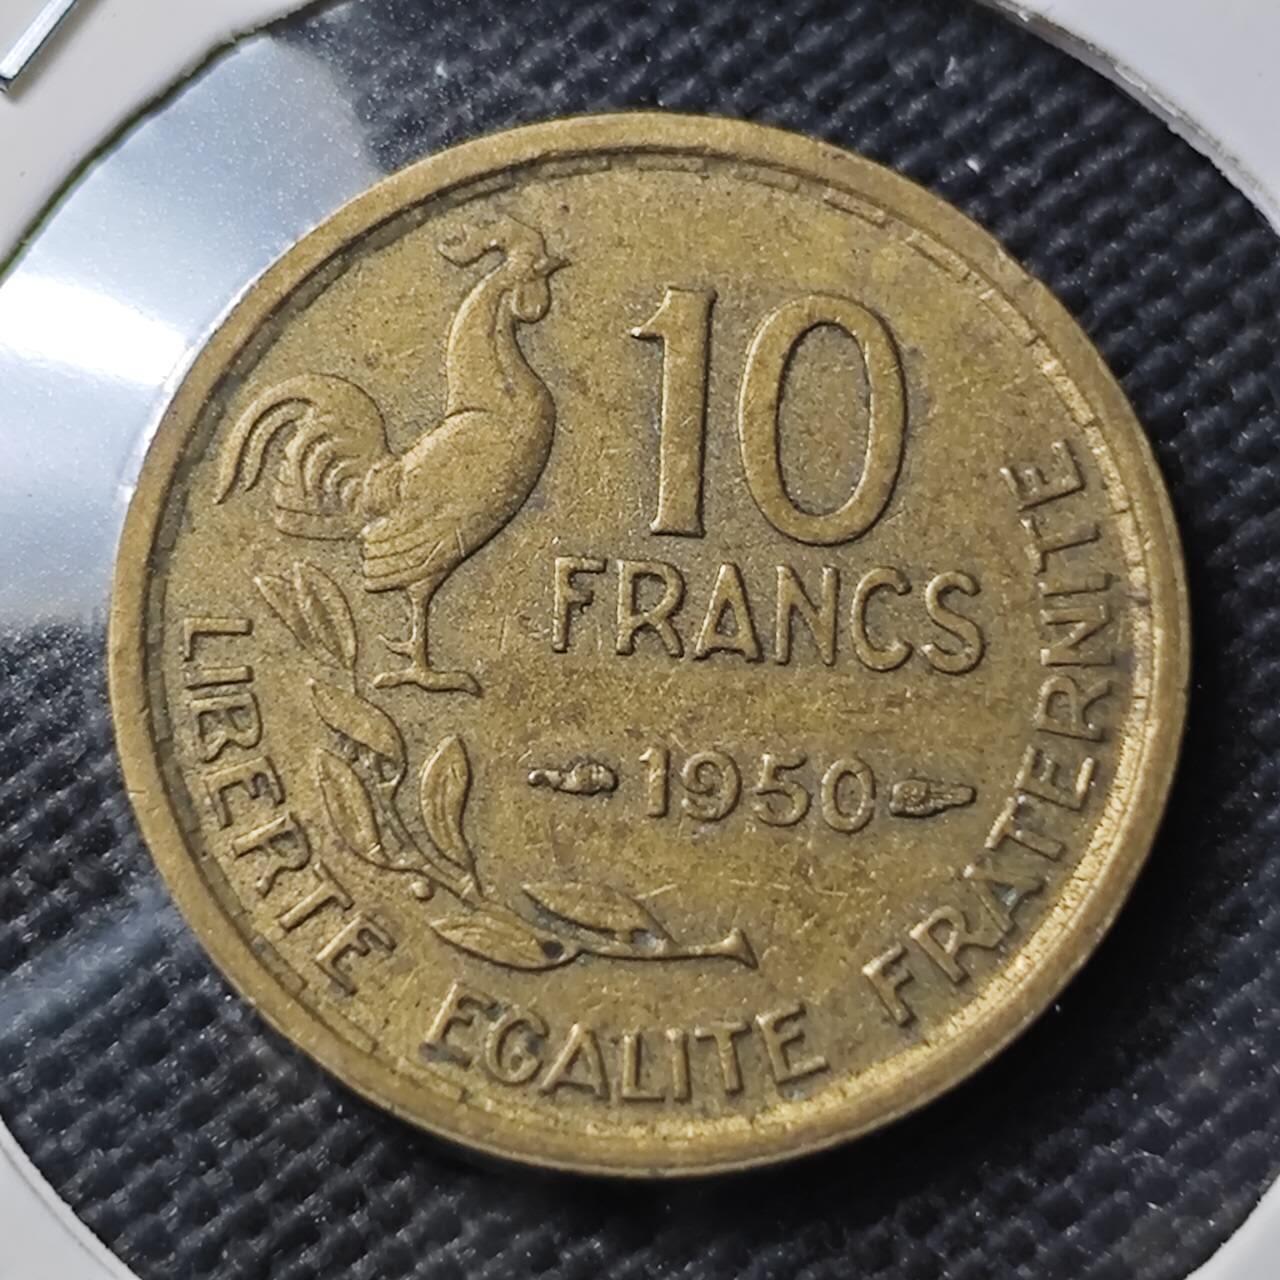 10
FRANCS
1950
LIBERTE EGALITE FRATERNITE